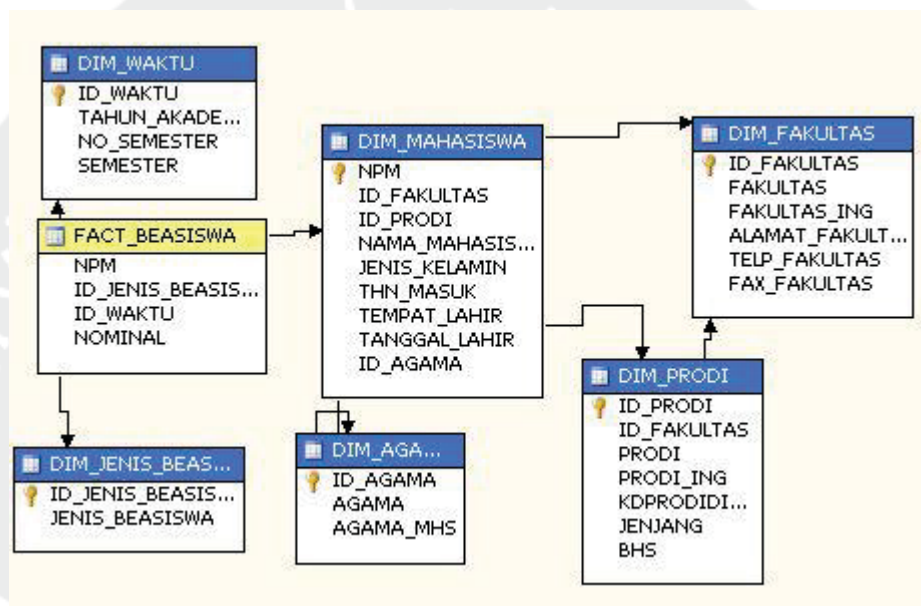 DIM_WAKTU
ID_WAKTU
TAHUN_AKADE...
NO_SEMESTER
SEMESTER
FACT_BEASISWA
NPM
ID_JENIS_BEASIS...
ID_WAKTU
NOMINAL
DIM_JENIS_BEAS...
ID_JENIS_BEASIS...
JENIS_BEASISWA
DIM_MAHASISWA
NPM
ID_FAKULTAS
ID_PRODI
NAMA_MAHASIS...
JENIS_KELAMIN
THN_MASUK
TEMPAT_LAHIR
TANGGAL_LAHIR
ID_AGAMA
DIM_AGA...
ID_AGAMA
AGAMA
AGAMA_MHS
DIM_FAKULTAS
ID_FAKULTAS
FAKULTAS
FAKULTAS_ING
ALAMAT_FAKULT...
TELP_FAKULTAS
FAX_FAKULTAS
DIM_PRODI
ID_PRODI
ID_FAKULTAS
PRODI
PRODI_ING
KDPRODIDI...
JENJANG
BHS